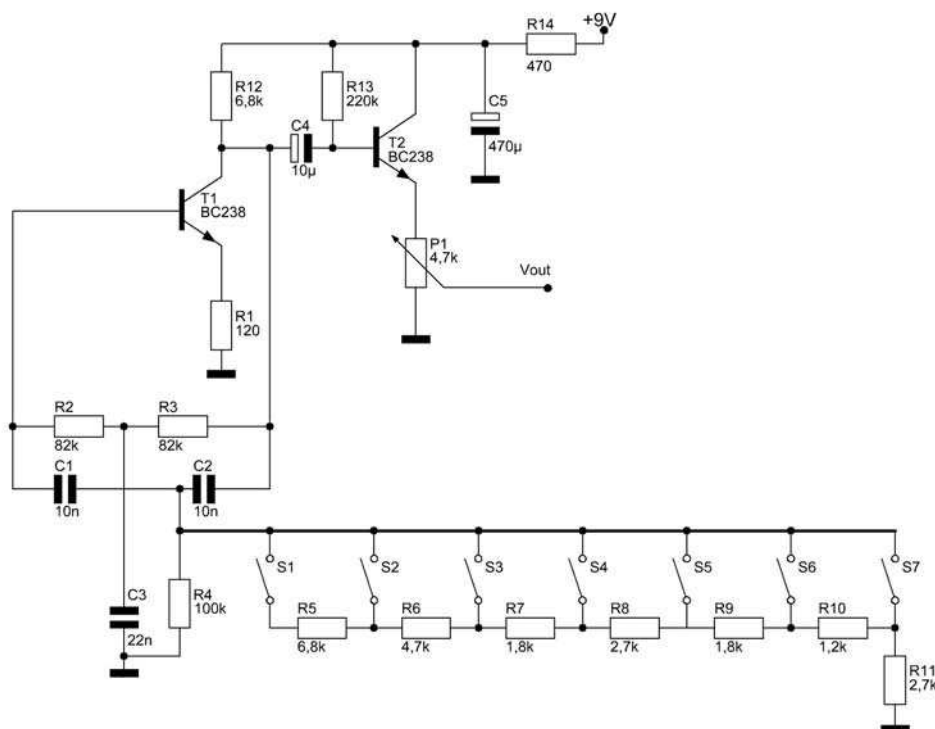 R14
+9V
470
R12
6,8k
R13
220k
C4
10µ
C5
470µ
T2
BC238
T1
BC238
P1
4,7k
Vout
R1
120
R2
82k
R3
82k
C1
10n
C2
10n
S1
S2
S3
S4
S5
S6
S7
C3
22n
R4
100k
R5
6,8k
R6
4,7k
R7
1,8k
R8
2,7k
R9
1,8k
R10
1,2k
R11
2,7k